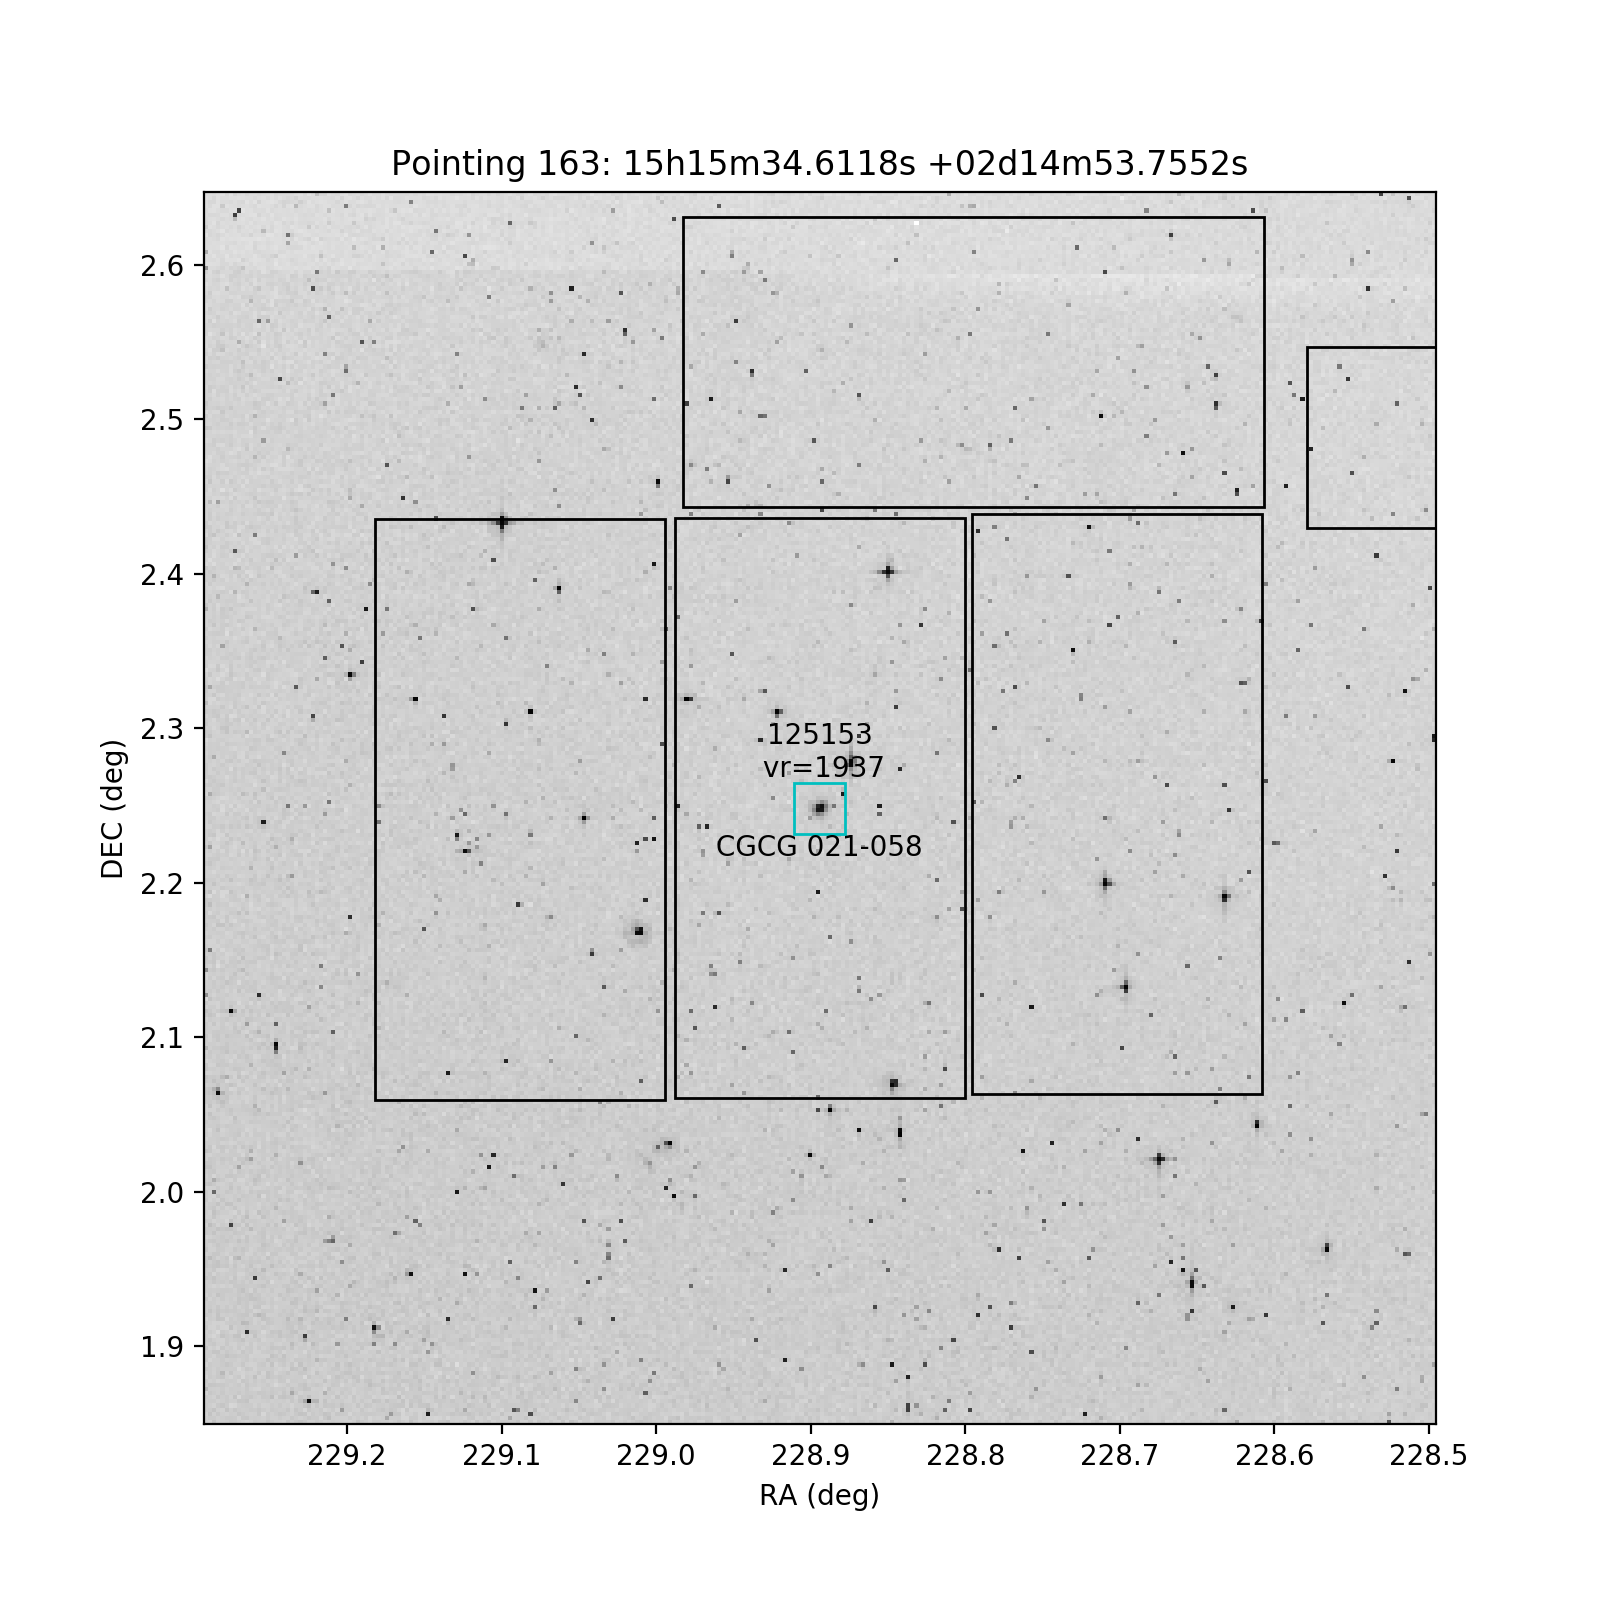 Pointing 163: 15h15m34.6118s +02d14m53.7552s
2.6
2.5
2.4
2.3
2.2
2.1
2.0
1.9
DEC (deg)
125153
vr=1937
CGCG 021-058
229.2 229.1 229.0 228.9 228.8 228.7 228.6 228.5
RA (deg)